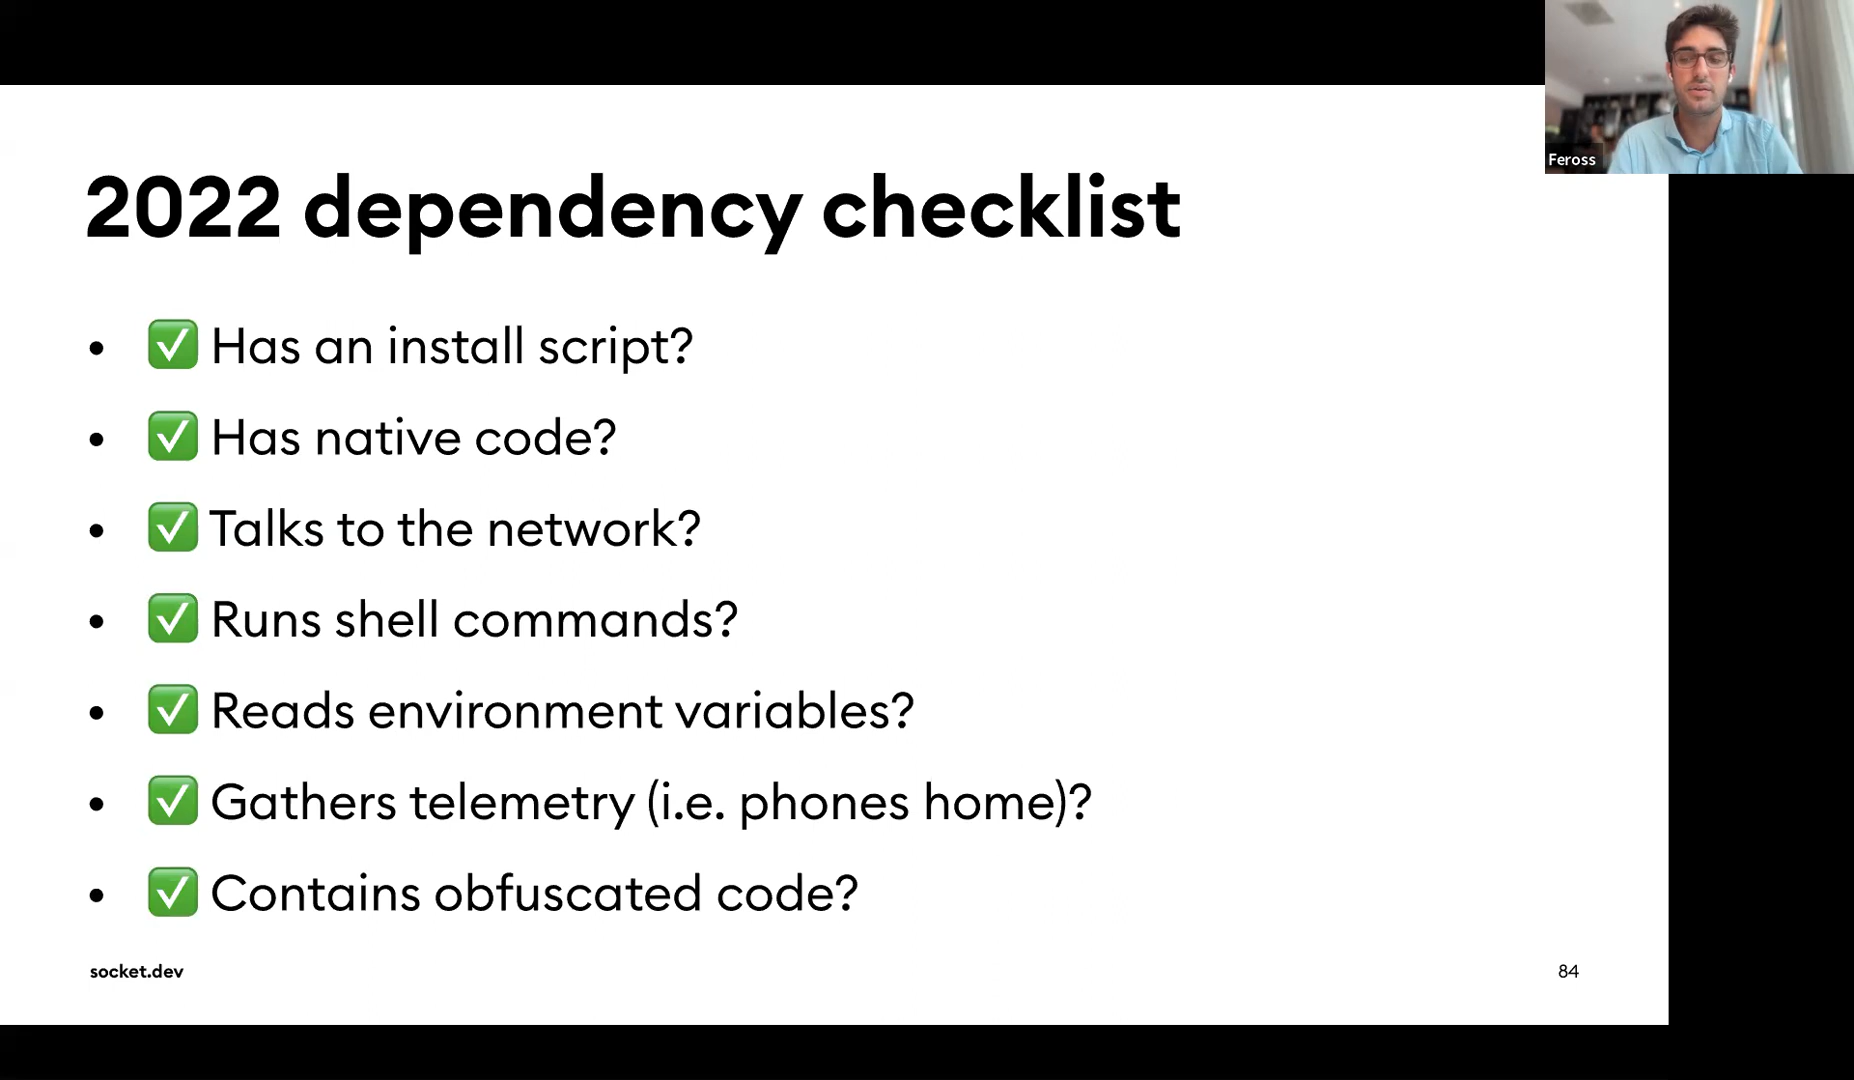 Feross
2022 dependency checklist
• ✅ Has an install script?
• ✅ Has native code?
• ✅ Talks to the network?
• ✅ Runs shell commands?
• ✅ Reads environment variables?
• ✅ Gathers telemetry (i.e. phones home)?
• ✅ Contains obfuscated code?
socket.dev
84